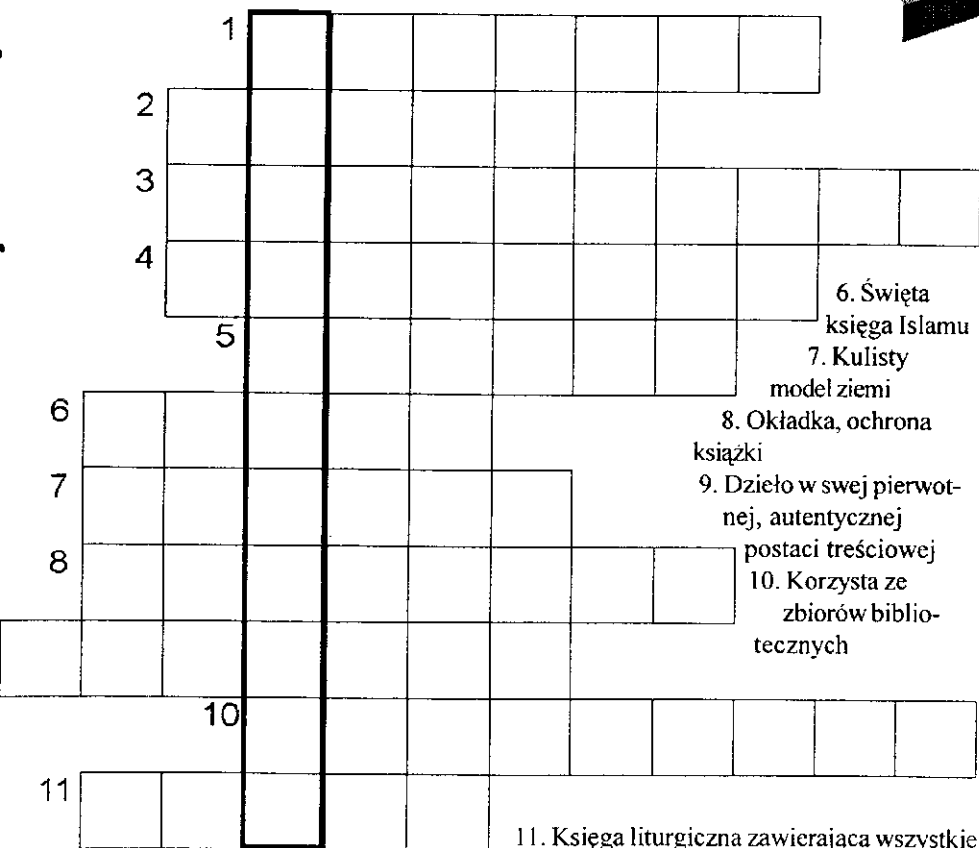 1
2
3
4
5
6
7
8
10
11
6. Święta
księga Islamu
7. Kulisty
model ziemi
8. Okładka, ochrona
książki
9. Dzieło w swej pierwot-
nej, autentycznej
postaci treściowej
10. Korzysta ze
zbiorów biblio-
tecznych
11. Księga liturgiczna zawierająca wszystkie